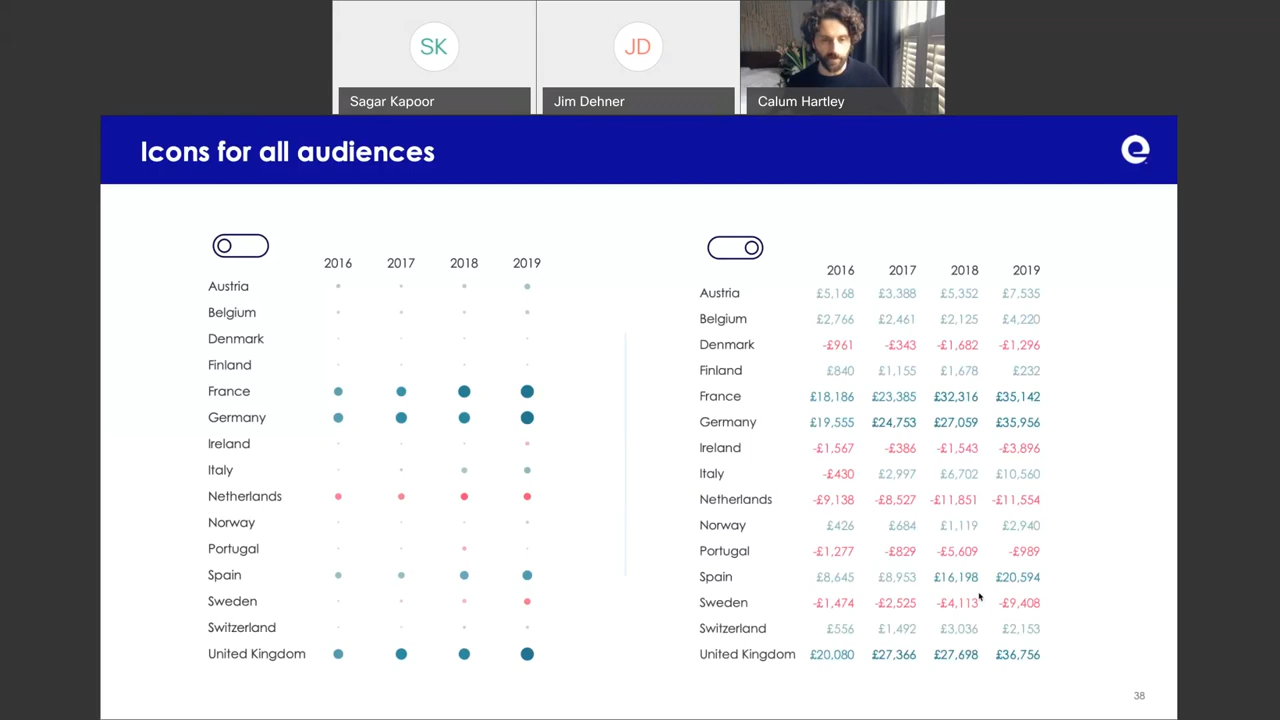 SK
JD
Sagar Kapoor
Jim Dehner
Calum Hartley
Icons for all audiences
2016 2017 2018 2019
Austria
Belgium
Denmark
Finland
France
Germany
Ireland
Italy
Netherlands
Norway
Portugal
Spain
Sweden
Switzerland
United Kingdom
2016 2017 2018 2019
Austria £5,168 £3,388 £5,352 £7,535
Belgium £2,766 £2,461 £2,125 £4,220
Denmark -£961 -£343 -£1,682 -£1,296
Finland £840 £1,155 £1,678 £232
France £18,186 £23,385 £32,316 £35,142
Germany £19,555 £24,753 £27,059 £35,956
Ireland -£1,567 -£386 -£1,543 -£3,896
Italy -£430 £2,997 £6,702 £10,560
Netherlands -£9,138 -£8,527 -£11,851 -£11,554
Norway £426 £684 £1,119 £2,940
Portugal -£1,277 -£829 -£5,609 -£989
Spain £8,645 £8,953 £16,198 £20,594
Sweden -£1,474 -£2,525 -£4,113 -£9,408
Switzerland £556 £1,492 £3,036 £2,153
United Kingdom £20,080 £27,366 £27,698 £36,756
38